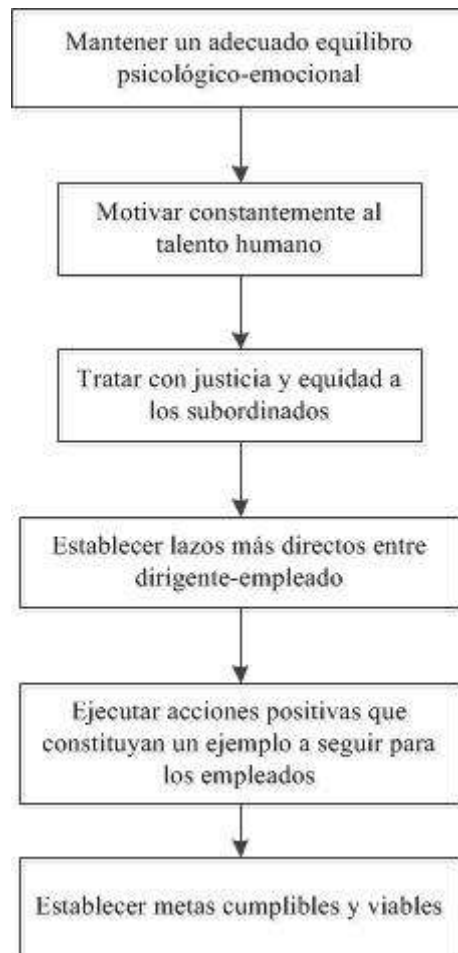 Mantener un adecuado equilibro
psicológico-emocional
Motivar constantemente al
talento humano
Tratar con justicia y equidad a
los subordinados
Establecer lazos más directos entre
dirigente-empleado
Ejecutar acciones positivas que
constituyan un ejemplo a seguir para
los empleados
Establecer metas cumplibles y viables